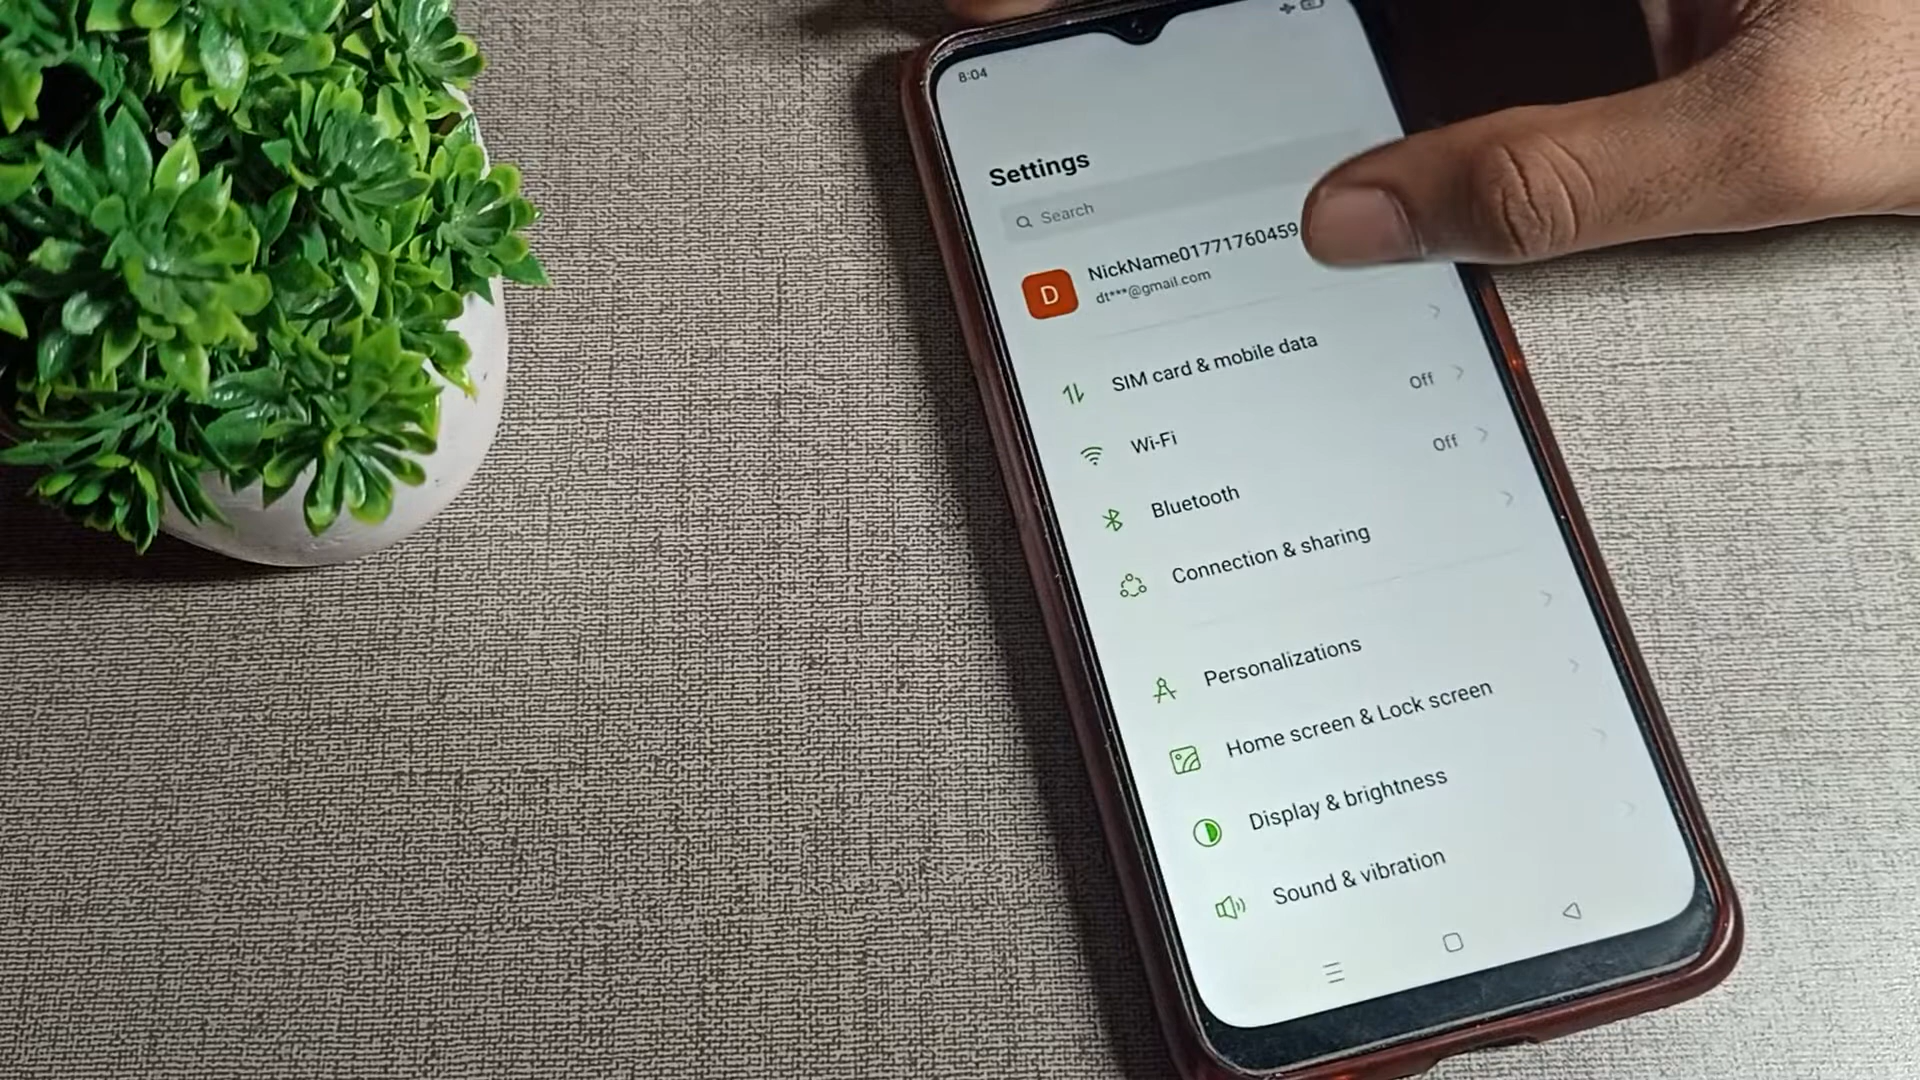 8:04
Settings
Search
D
NickName01771760459
dt***@gmail.com
SIM card & mobile data
Wi-Fi
Off
Bluetooth
Off
Connection & sharing
Personalizations
Home screen & Lock screen
Display & brightness
Sound & vibration